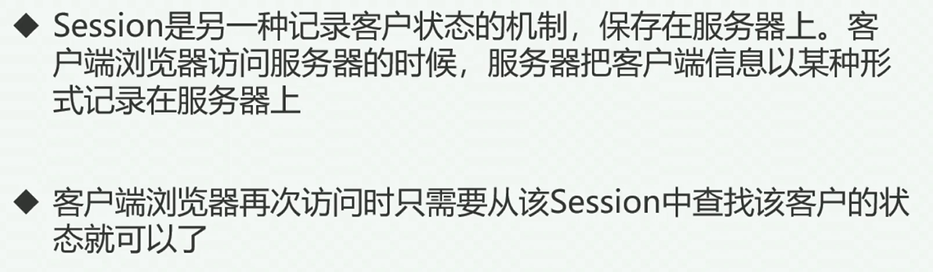 ◆ Session是另一种记录客户状态的机制，保存在服务器上。客
户端浏览器访问服务器的时候，服务器把客户端信息以某种形
式记录在服务器上
◆ 客户端浏览器再次访问时只需要从该Session中查找该客户的状
态就可以了